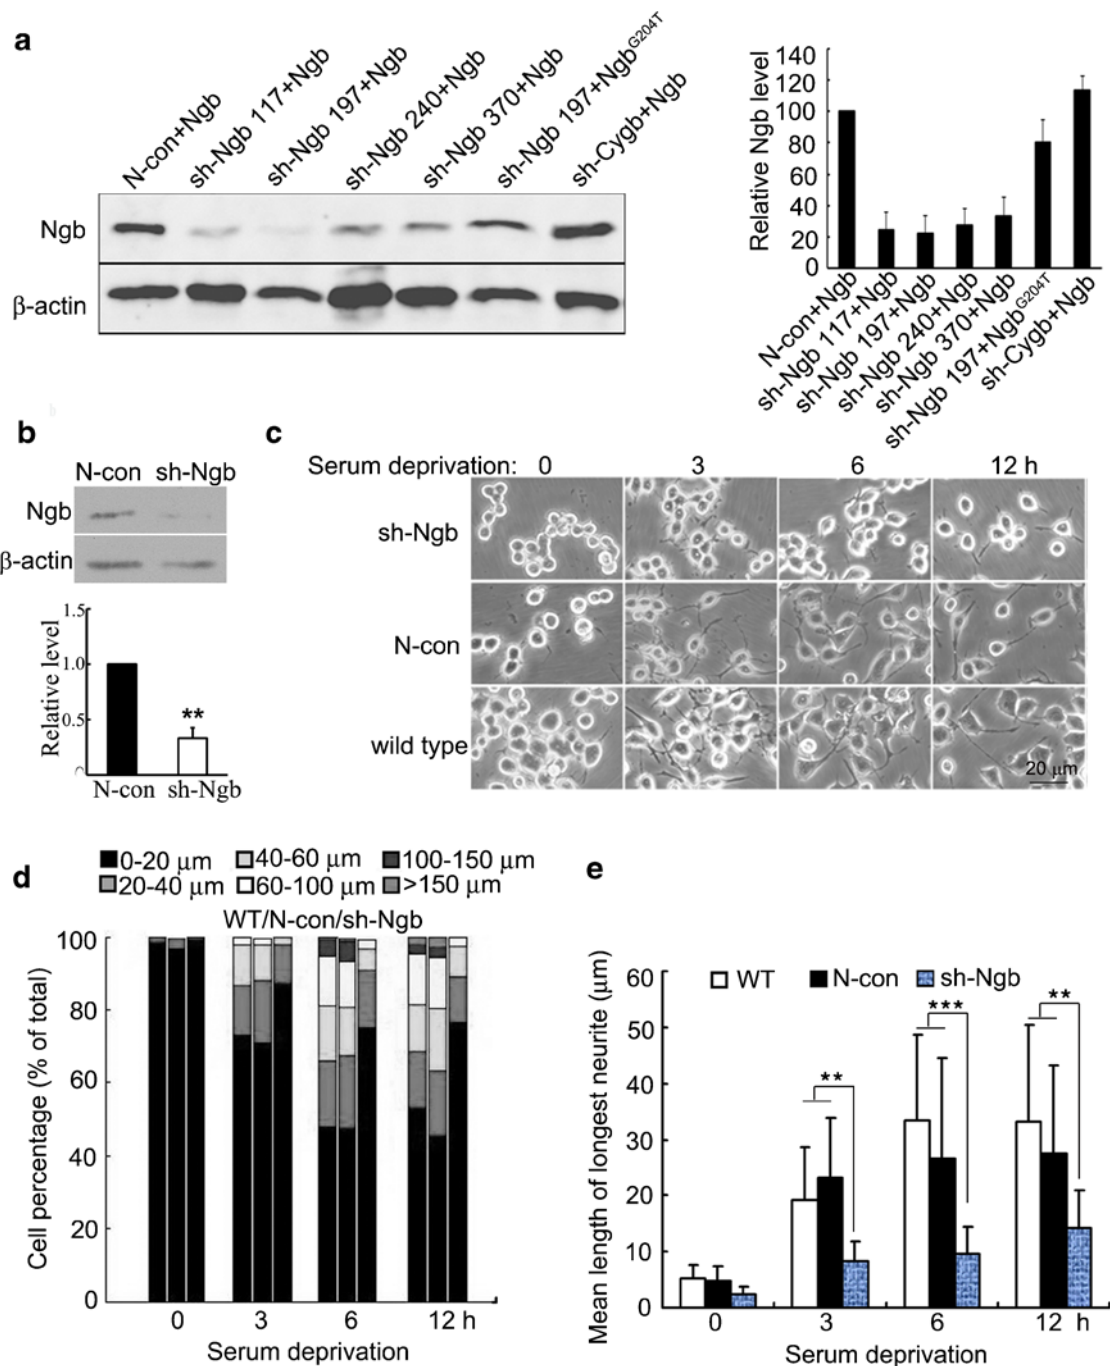 a
N-con+Ngb
sh-Ngb 117+Ngb
sh-Ngb 197+Ngb
sh-Ngb 240+Ngb
sh-Ngb 370+Ngb
sh-Ngb 197+NgbG204T
sh-Cygb+Ngb
Ngb
β-actin
Relative Ngb level
140
120
100
80
60
40
20
0
N-con+Ngb
sh-Ngb 117+Ngb
sh-Ngb 197+Ngb
sh-Ngb 240+Ngb
sh-Ngb 370+Ngb
sh-Ngb 197+NgbG204T
sh-Cygb+Ngb
b
N-con sh-Ngb
Ngb
β-actin
Relative level
1.5
1.0
0.5
**
N-con sh-Ngb
c
Serum deprivation: 0 3 6 12 h
sh-Ngb
N-con
wild type
20 μm
d
0-20 μm 40-60 μm 100-150 μm
20-40 μm 60-100 μm >150 μm
WT/N-con/sh-Ngb
Cell percentage (% of total)
100
80
60
40
20
0
0 3 6 12 h
Serum deprivation
e
Mean length of longest neurite (μm)
60
50
40
30
20
10
0
WT N-con sh-Ngb
**
***
**
0 3 6 12 h
Serum deprivation